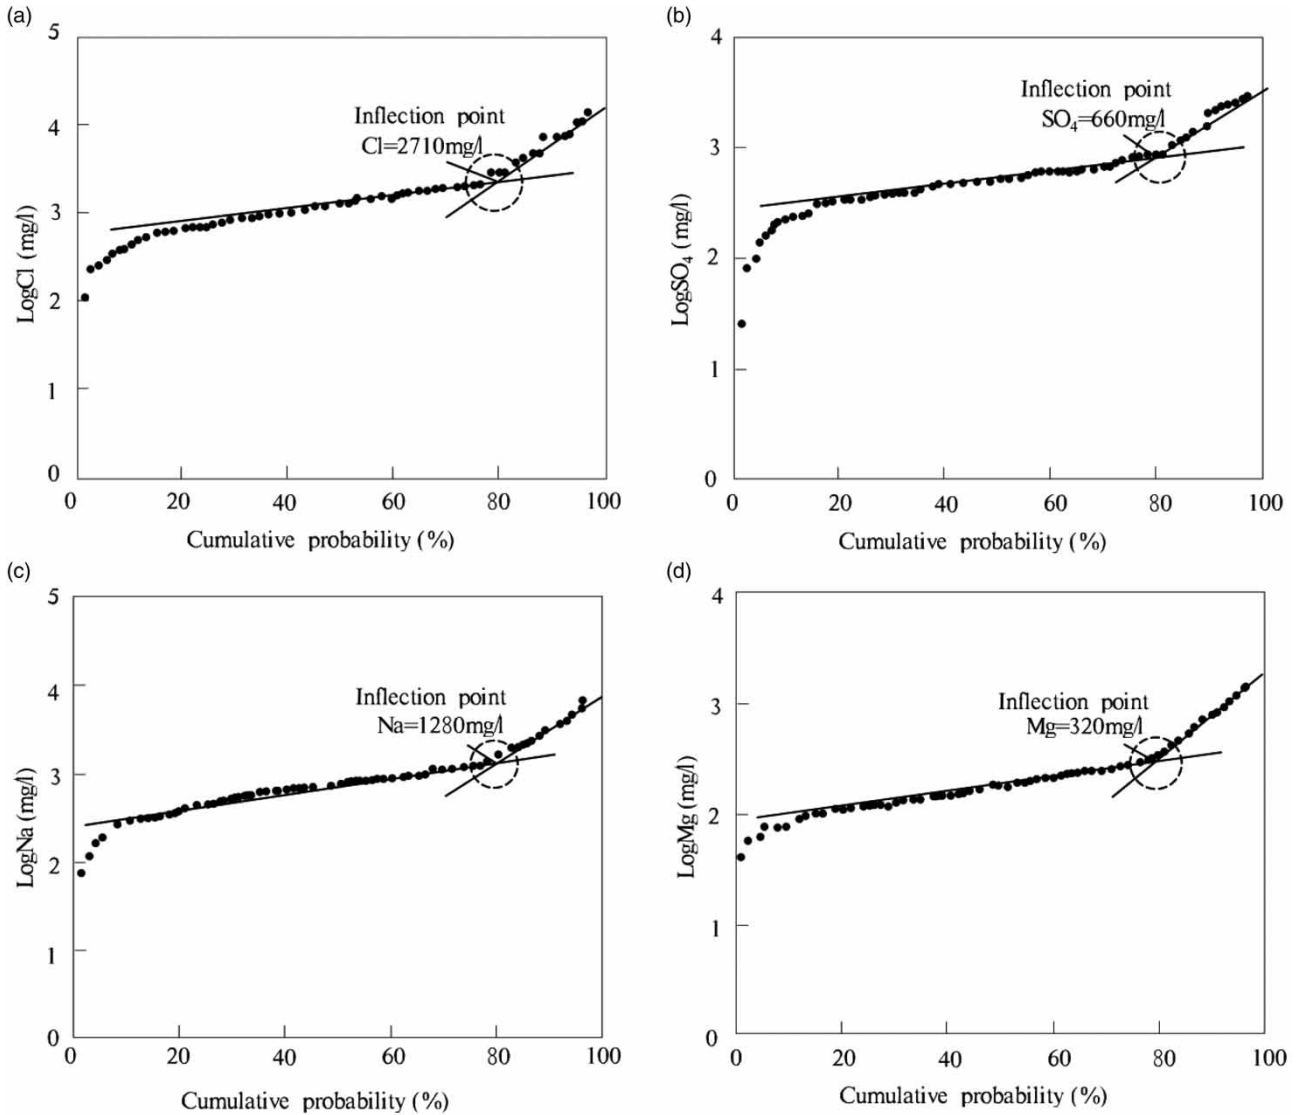 (a)
5
4
3
2
1
0
LogCl (mg/l)
Inflection point
Cl=2710mg/l
0 20 40 60 80 100
Cumulative probability (%)
(b)
4
3
2
1
0
LogSO₄ (mg/l)
Inflection point
SO₄=660mg/l
0 20 40 60 80 100
Cumulative probability (%)
(c)
5
4
3
2
1
0
LogNa (mg/l)
Inflection point
Na=1280mg/l
0 20 40 60 80 100
Cumulative probability (%)
(d)
4
3
2
1
0
LogMg (mg/l)
Inflection point
Mg=320mg/l
0 20 40 60 80 100
Cumulative probability (%)